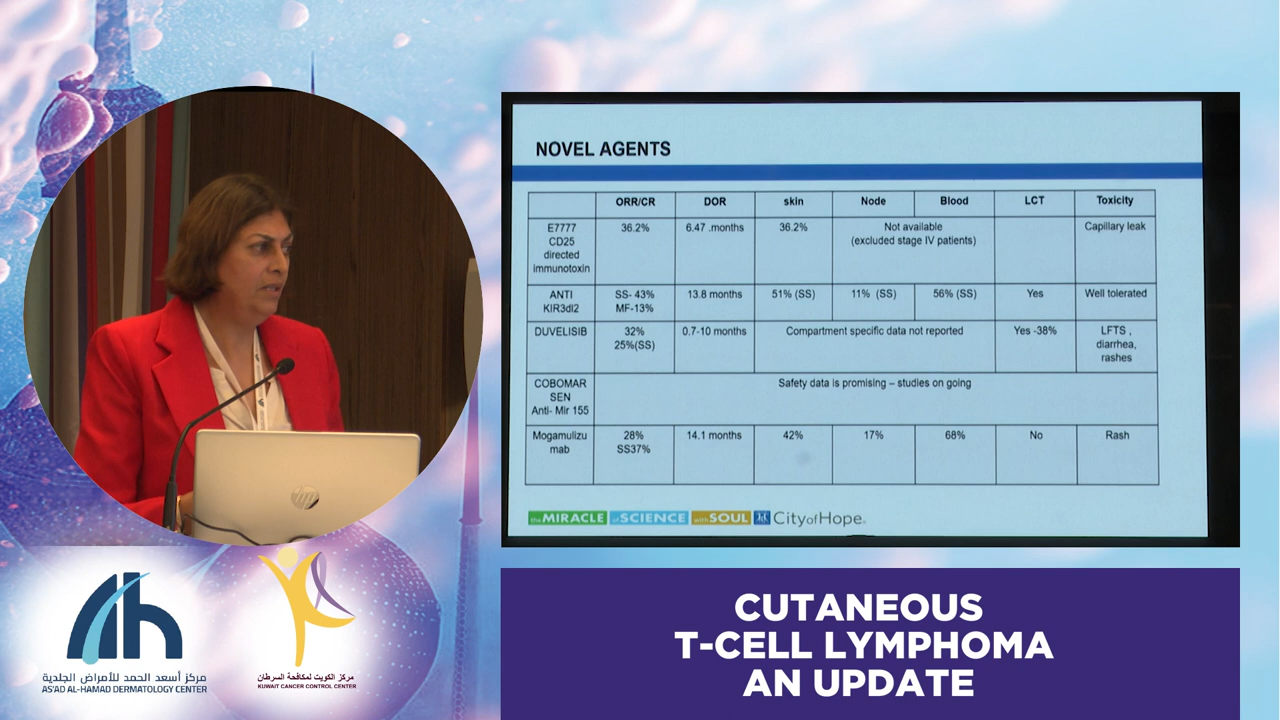 NOVEL AGENTS
ORR/CR DOR skin Node Blood LCT Toxicity
E7777
CD25
directed
immunotoxin
36.2%
6.47 .months
36.2%
Not available
(excluded stage IV patients)
Capillary leak
ANTI
KIR3dl2
SS- 43%
MF-13%
13.8 months
51% (SS)
11% (SS)
56% (SS)
Yes
Well tolerated
DUVELISIB
32%
25%(SS)
0.7-10 months
Compartment specific data not reported
Yes -38%
LFTS ,
diarrhea,
rashes
COBOMAR
SEN
Anti- Mir 155
Safety data is promising – studies on going
Mogamulizu
mab
28%
SS37%
14.1 months
42%
17%
68%
No
Rash
the MIRACLE of SCIENCE with SOUL City of Hope
hp
مركز أسعد الحمد للأمراض الجلدية
AS'AD AL-HAMAD DERMATOLOGY CENTER
مركز الكويت لمكافحة السرطان
KUWAIT CANCER CONTROL CENTER
CUTANEOUS
T-CELL LYMPHOMA
AN UPDATE